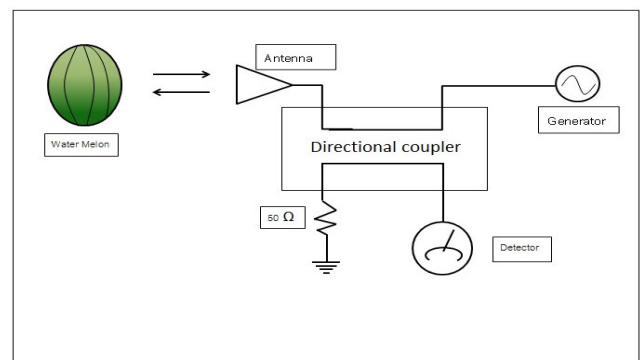 Antenna
Water Melon
Generator
Directional coupler
50 Ω
Detector